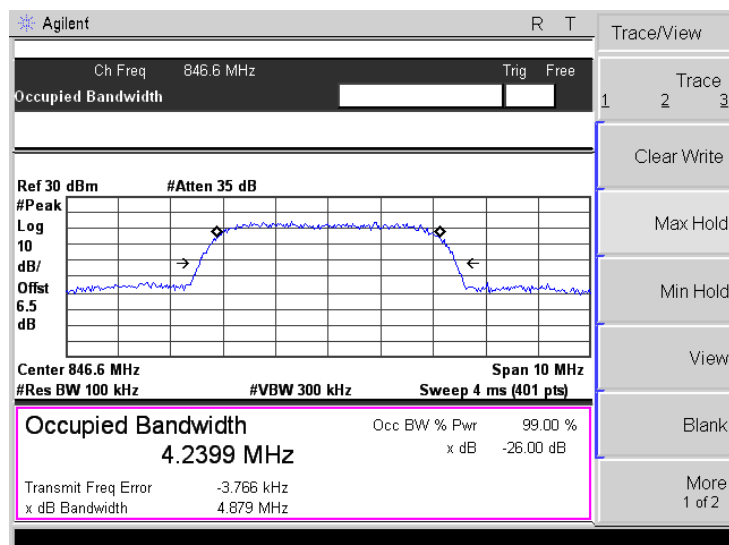 Agilent R T
Ch Freq 846.6 MHz Trig Free
Occupied Bandwidth
Ref 30 dBm #Atten 35 dB
#Peak
Log
10
dB/
Offst
6.5
dB
Center 846.6 MHz Span 10 MHz
#Res BW 100 kHz #VBW 300 kHz Sweep 4 ms (401 pts)
Occupied Bandwidth Occ BW % Pwr 99.00 %
4.2399 MHz x dB -26.00 dB
Transmit Freq Error -3.766 kHz
x dB Bandwidth 4.879 MHz
Trace/View
Trace
1 2 3
Clear Write
Max Hold
Min Hold
View
Blank
More
1 of 2